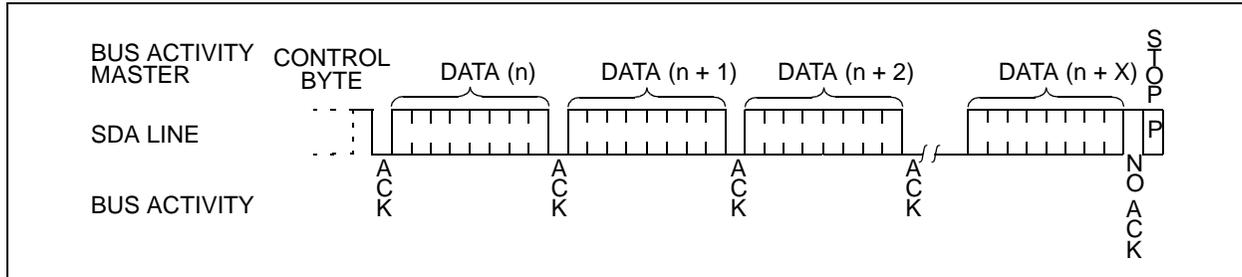 BUS ACTIVITY
MASTER
CONTROL
BYTE
DATA (n)
DATA (n + 1)
DATA (n + 2)
DATA (n + X)
STOP
SDA LINE
P
BUS ACTIVITY
ACK
ACK
ACK
ACK
NO ACK